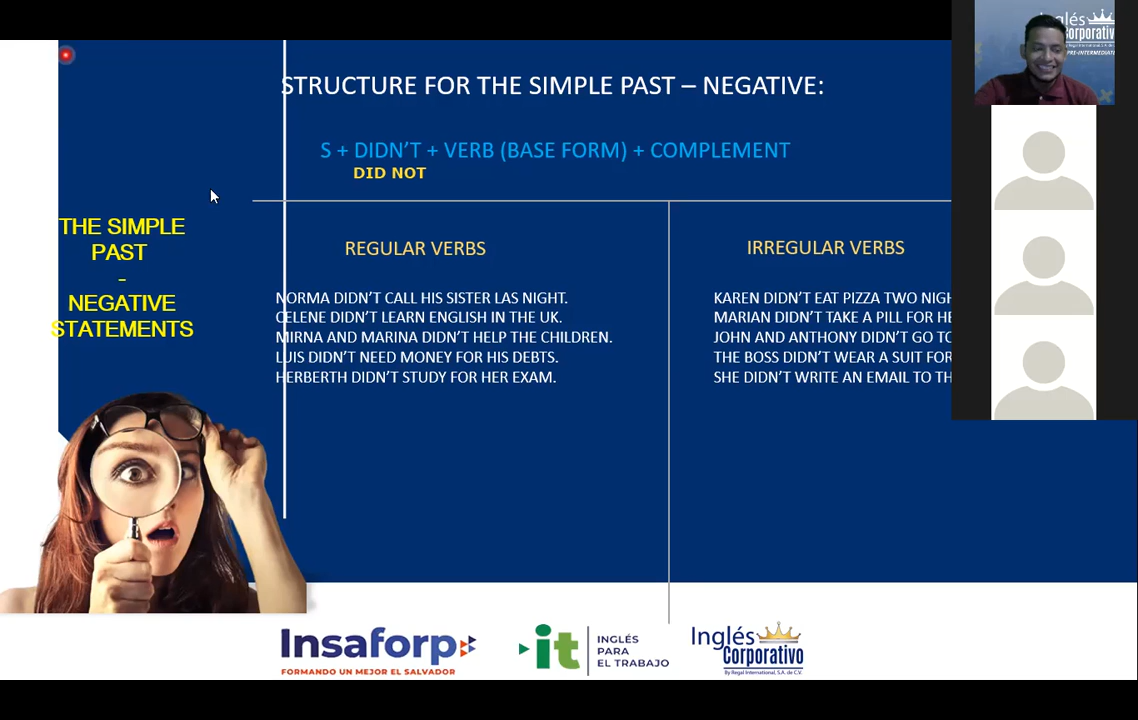 STRUCTURE FOR THE SIMPLE PAST – NEGATIVE:
S + DIDN'T + VERB (BASE FORM) + COMPLEMENT
DID NOT
THE SIMPLE
PAST
-
NEGATIVE
STATEMENTS
REGULAR VERBS
NORMA DIDN'T CALL HIS SISTER LAS NIGHT.
CELENE DIDN'T LEARN ENGLISH IN THE UK.
MIRNA AND MARINA DIDN'T HELP THE CHILDREN.
LUIS DIDN'T NEED MONEY FOR HIS DEBTS.
HERBERTH DIDN'T STUDY FOR HER EXAM.
IRREGULAR VERBS
KAREN DIDN'T EAT PIZZA TWO
MARIAN DIDN'T TAKE A PILL FOR
JOHN AND ANTHONY DIDN'T GO
THE BOSS DIDN'T WEAR A SUIT
SHE DIDN'T WRITE AN EMAIL TO
Insaforp
FORMANDO UN MEJOR EL SALVADOR
it
INGLÉS
PARA
EL TRABAJO
Inglés
Corporativo
By Regal International, S.A. de C.V.